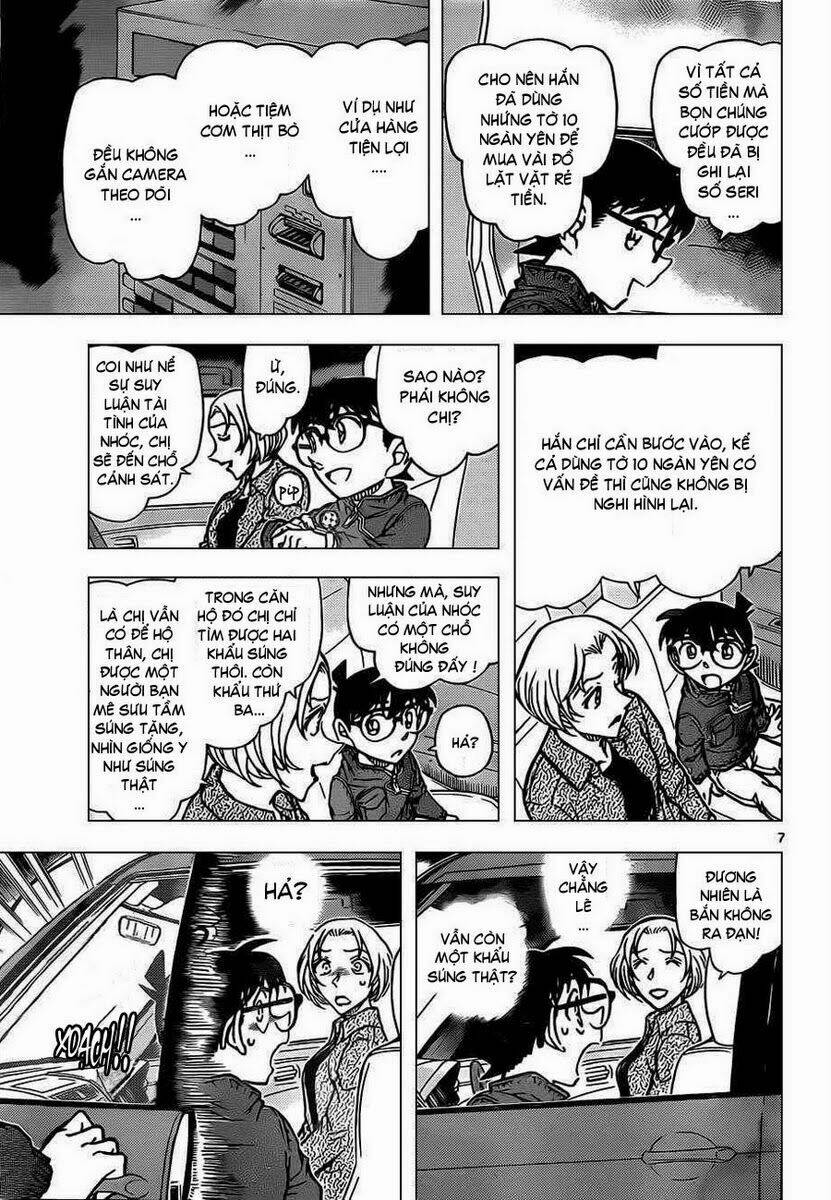 VÌ TẤT CẢ
SỐ TIỀN MÀ
BỌN CHÚNG
CƯỚP ĐƯỢC
ĐỀU ĐÃ BỊ
GHI LẠI
SỐ SERI
...
CHO NÊN HẮN
ĐÃ DÙNG
NHỮNG TỜ 10
NGÀN YÊN ĐỂ
MUA VÀI ĐỒ
LẶT VẶT RẺ
TIỀN.
VÍ DỤ NHƯ
CỬA HÀNG
TIỆN LỢI
....
HOẶC TIỆM
CƠM THỊT BÒ
...
ĐỀU KHÔNG
GẮN CAMERA
THEO DÕI
...
HẮN CHỈ CẦN BƯỚC VÀO, KỂ
CẢ DÙNG TỜ 10 NGÀN YÊN CÓ
VẤN ĐỀ THÌ CŨNG KHÔNG BỊ
NGHI HÌNH LẠI.
SAO NÀO?
PHẢI KHÔNG
CHỊ?
Ừ,
ĐÚNG.
COI NHƯ NỂ
SỰ SUY
LUẬN TÀI
TÌNH CỦA
NHÓC, CHỊ
SẼ ĐẾN CHỖ
CẢNH SÁT.
PIP
NHƯNG MÀ, SUY
LUẬN CỦA NHÓC
CÓ MỘT CHỖ
KHÔNG
ĐÚNG ĐẤY !
HẢ?
TRONG CĂN
HỘ ĐÓ CHỊ CHỈ
TÌM ĐƯỢC HAI
KHẨU SÚNG
THÔI. CÒN
KHẨU THỨ
BA...
LÀ CHỊ VẪN
CÓ ĐỂ HỘ
THÂN, CHỊ
ĐƯỢC MỘT
NGƯỜI BẠN
MÊ SƯU TẦM
SÚNG TẶNG,
NHÌN GIỐNG Y
NHƯ SÚNG
THẬT
...
7
ĐƯƠNG
NHIÊN LÀ
BẮN KHÔNG
RA ĐẠN!
VẬY
CHẲNG
LẼ
...
VẪN CÒN
MỘT KHẨU
SÚNG THẬT?
HẢ?
XOẠCH!!